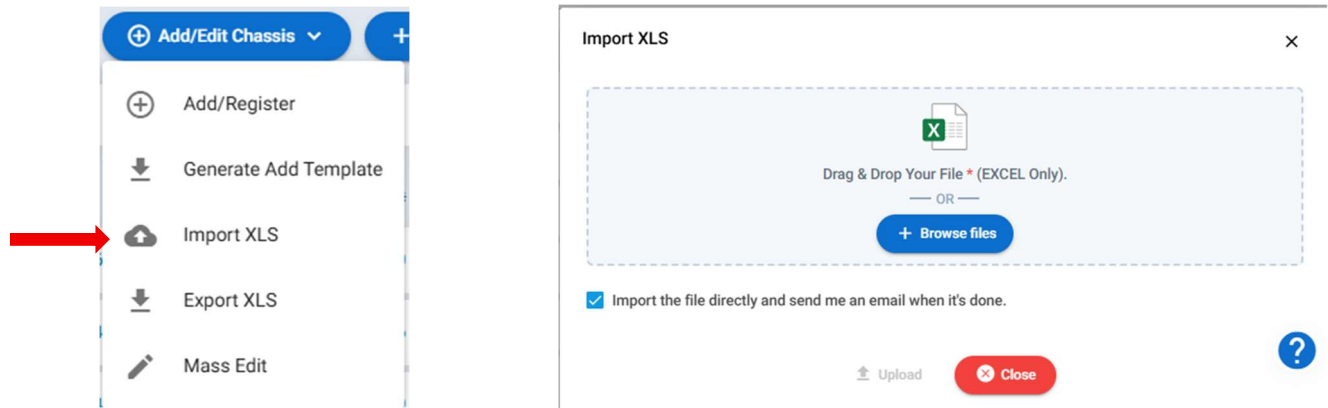 Add/Edit Chassis
+
Add/Register
Generate Add Template
Import XLS
Export XLS
Mass Edit
Import XLS
X
Drag & Drop Your File * (EXCEL Only).
OR
+ Browse files
Import the file directly and send me an email when it's done.
Upload
Close
?